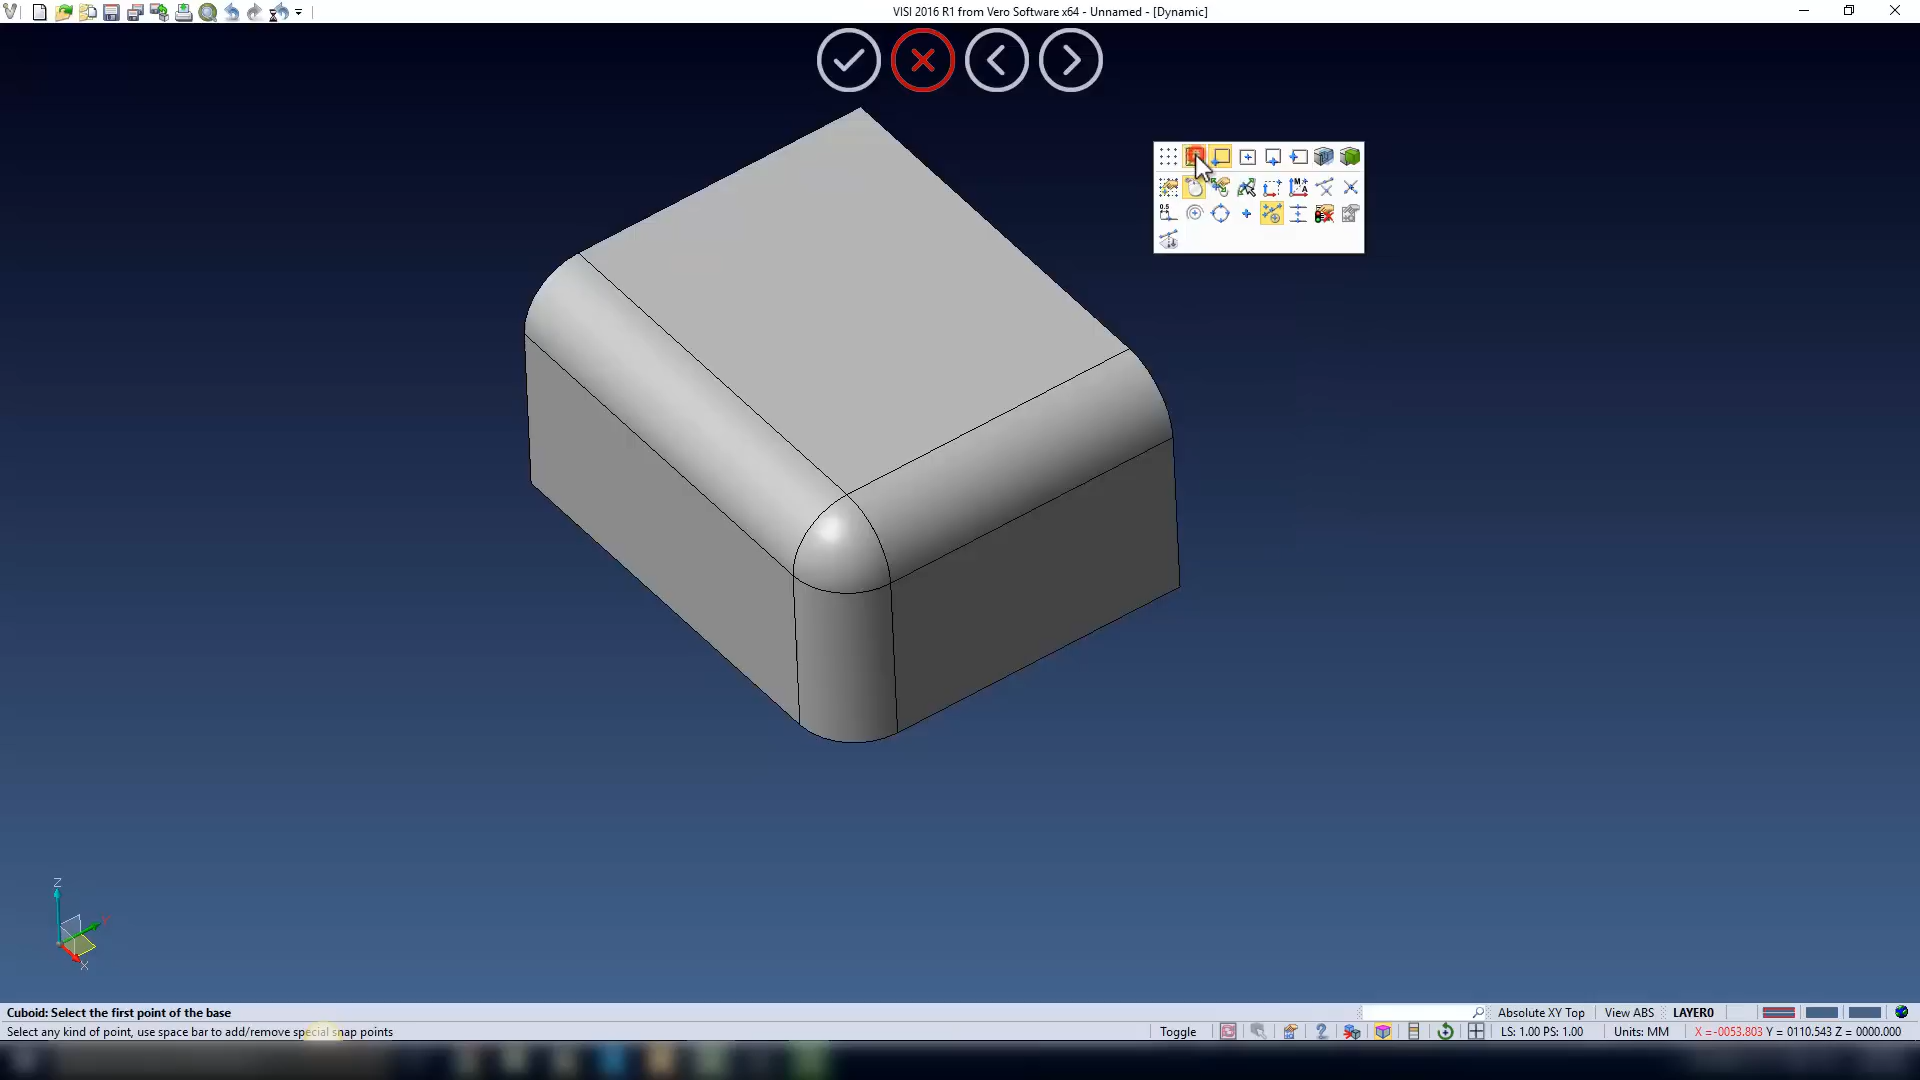 VISI 2016 R1 from Vero Software x64 - Unnamed - [Dynamic]
M
A
0.5
Z
Y
X
Cuboid: Select the first point of the base
Absolute XY Top View ABS LAYER0
Select any kind of point, use space bar to add/remove special snap points
Toggle LS: 1.00 PS: 1.00 Units: MM X =-0053.803 Y = 0110.543 Z = 0000.000